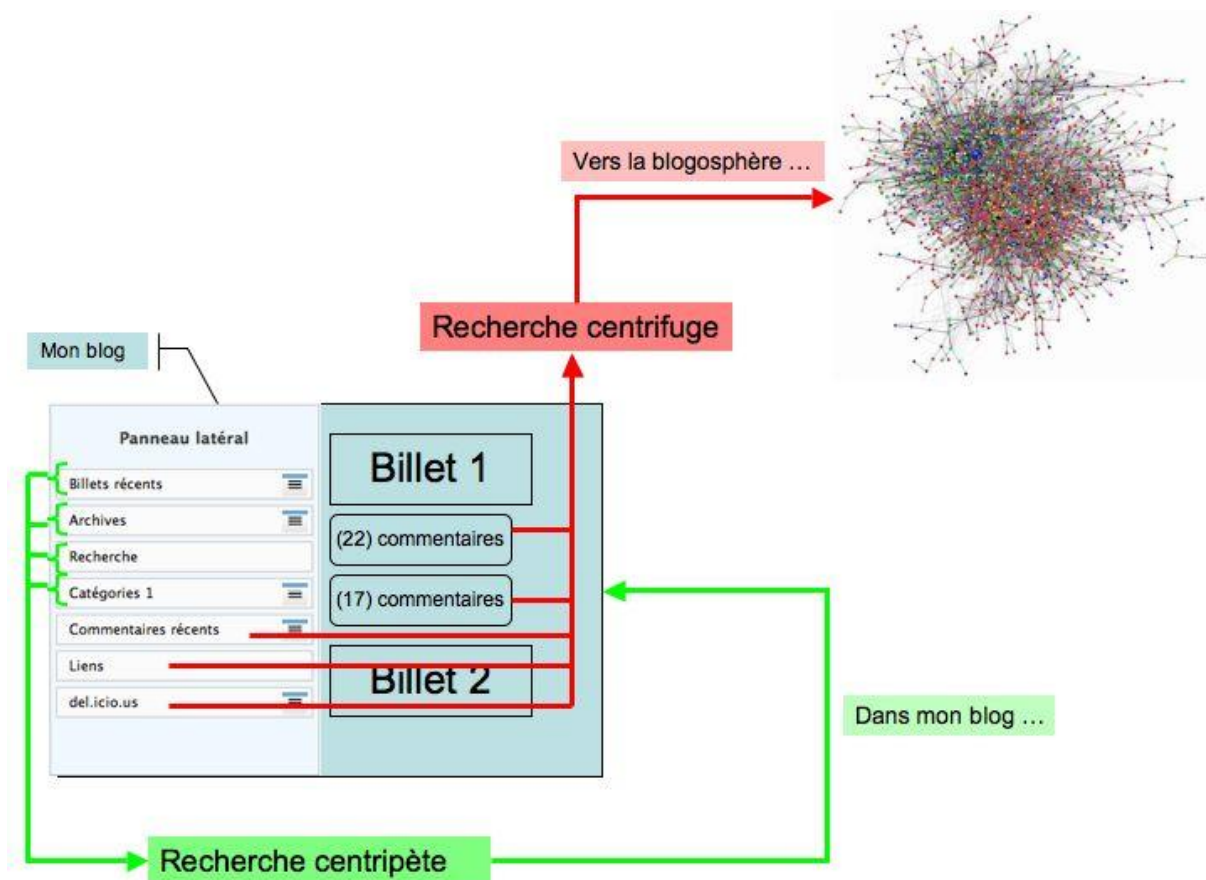 Vers la blogosphère …
Recherche centrifuge
Mon blog
Panneau latéral
Billets récents
Archives
Recherche
Catégories 1
Commentaires récents
Liens
del.icio.us
Billet 1
(22) commentaires
(17) commentaires
Billet 2
Dans mon blog …
Recherche centripète